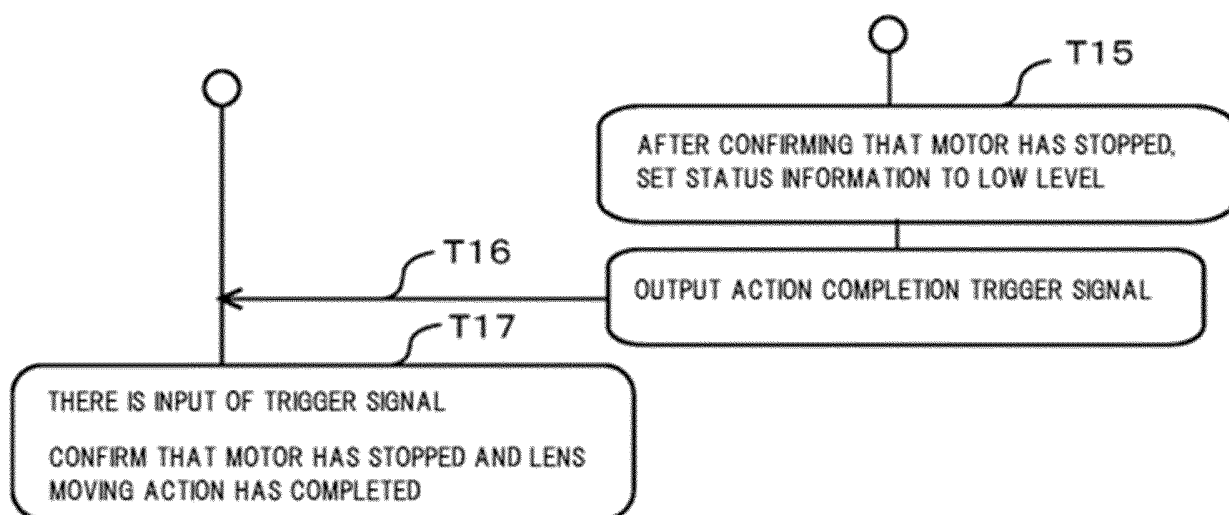 T15
AFTER CONFIRMING THAT MOTOR HAS STOPPED,
SET STATUS INFORMATION TO LOW LEVEL
T16
OUTPUT ACTION COMPLETION TRIGGER SIGNAL
T17
THERE IS INPUT OF TRIGGER SIGNAL
CONFIRM THAT MOTOR HAS STOPPED AND LENS
MOVING ACTION HAS COMPLETED